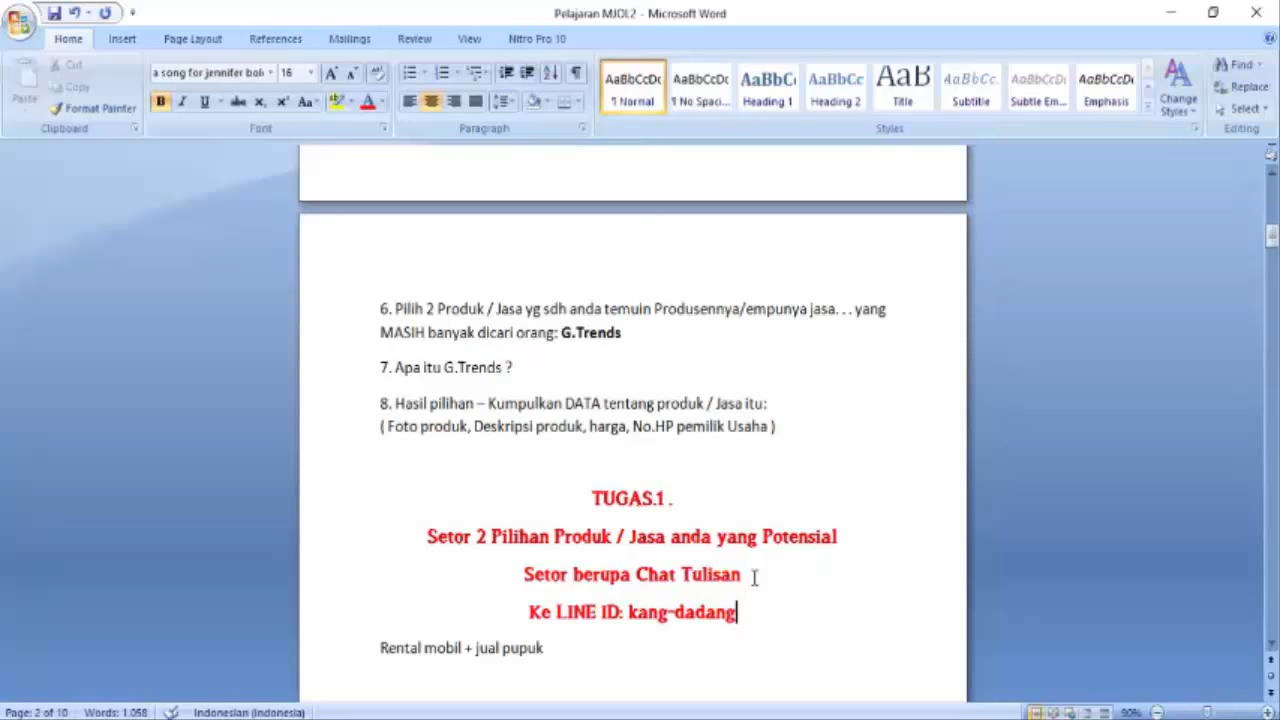 Pelajaran MJOL2 - Microsoft Word
Home Insert Page Layout References Mailings Review View Nitro Pro 10
Cut
Copy
Format Painter
Paste
Clipboard
a song for jennifer bold 16
Font
Paragraph
AaBbCcDc AaBbCcDc AaBbC AaBbCc AaB AaBbCc. AaBbCcDi AaBbCcDi
¶ Normal ¶ No Spaci... Heading 1 Heading 2 Title Subtitle Subtle Em... Emphasis
Change Styles
Styles
Find
Replace
Select
Editing
6. Pilih 2 Produk / Jasa yg sdh anda temuin Produsennya/empunya jasa. . . yang
MASIH banyak dicari orang: G.Trends
7. Apa itu G.Trends ?
8. Hasil pilihan – Kumpulkan DATA tentang produk / Jasa itu:
( Foto produk, Deskripsi produk, harga, No.HP pemilik Usaha )
TUGAS.1 .
Setor 2 Pilihan Produk / Jasa anda yang Potensial
Setor berupa Chat Tulisan
Ke LINE ID: kang-dadang
Rental mobil + jual pupuk
Page: 2 of 10 Words: 1.058 Indonesian (Indonesia) 90%